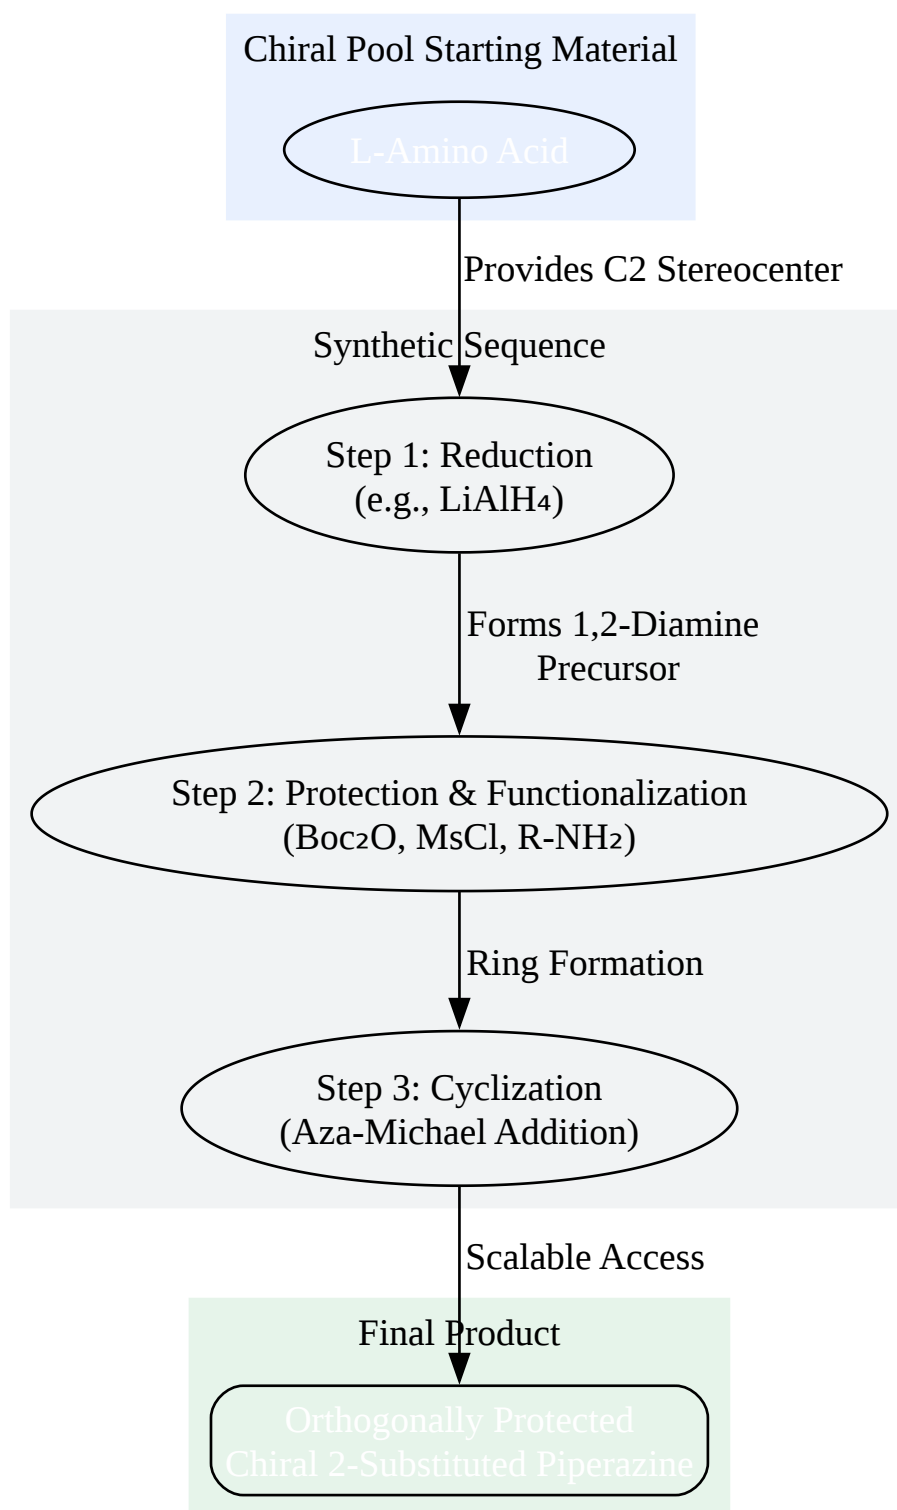 Chiral Pool Starting Material
L-Amino Acid
Provides C2 Stereocenter
Synthetic Sequence
Step 1: Reduction
(e.g., LiAlH₄)
Forms 1,2-Diamine
Precursor
Step 2: Protection & Functionalization
(Boc₂O, MsCl, R-NH₂)
Ring Formation
Step 3: Cyclization
(Aza-Michael Addition)
Scalable Access
Final Product
Orthogonally Protected
Chiral 2-Substituted Piperazine